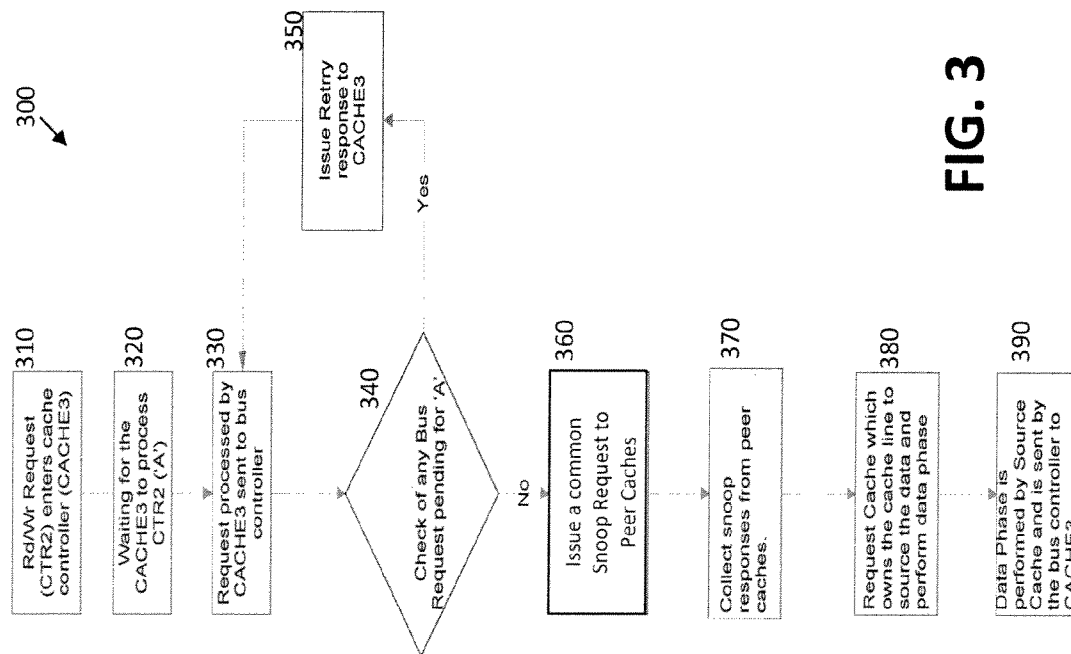 300
310
Rd/Wr Request
(CTR2) enters cache
controller (CACHE3)
320
Waiting for the
CACHE3 to process
CTR2 ('A')
330
Request processed by
CACHE3 sent to bus
controller
340
Check of any Bus
Request pending for 'A'
Yes
350
Issue Retrry
response to
CACHE3
No
360
Issue a common
Snoop Request to
Peer Caches
370
Collect snoop
responses from peer
caches.
380
Request Cache which
owns the cache line to
source the data and
perform data phase
390
Data Phase is
performed by Source
Cache and is sent by
the bus controller to
CACHE3
FIG. 3